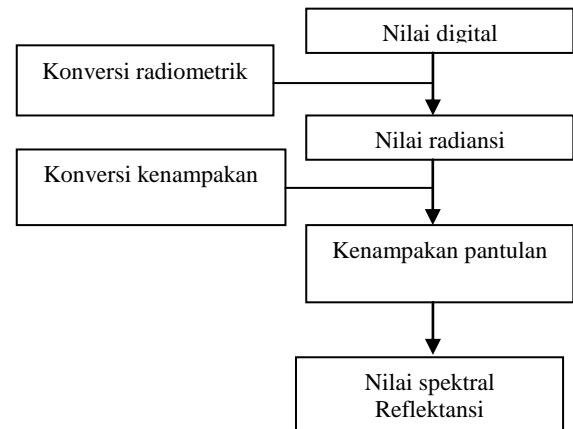 Nilai digital
Konversi radiometrik
Nilai radiansi
Konversi kenampakan
Kenampakan pantulan
Nilai spektral
Reflektansi